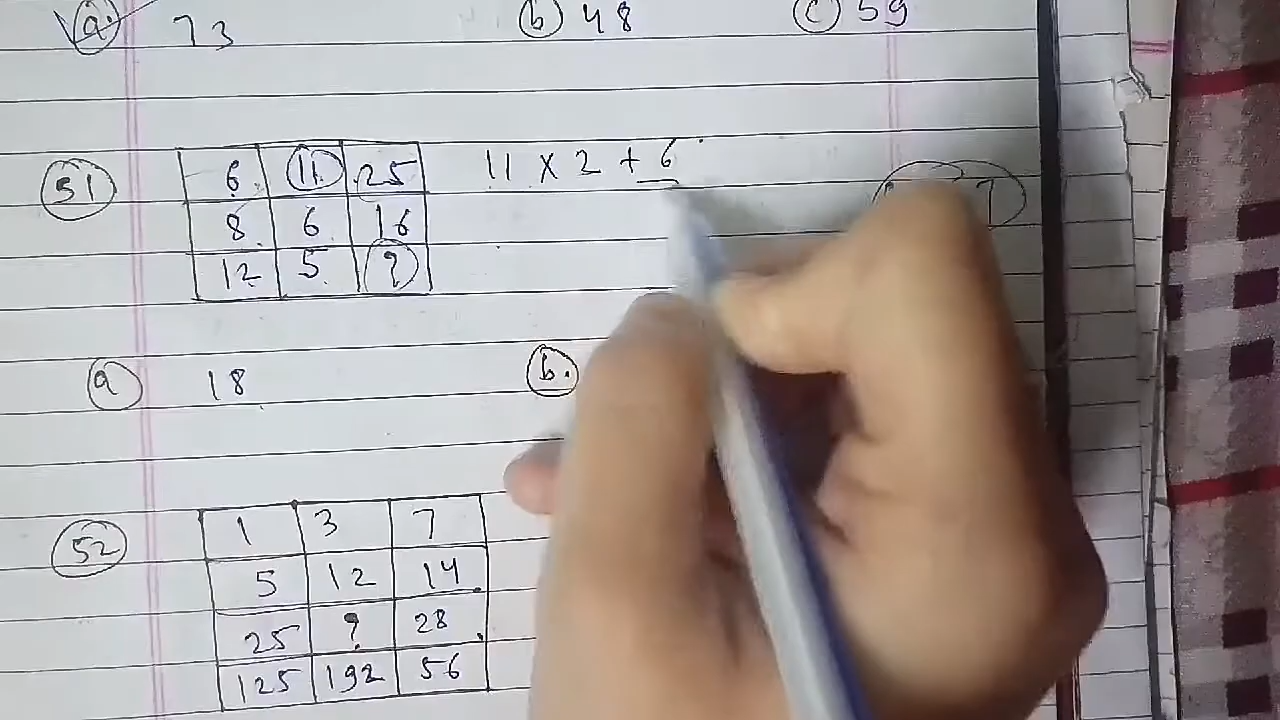 (a) 73 (b) 48 (c) 59
(51) 6 11 25 11 x 2 + 6
8 6 16
12 5 ?
(a) 18 (b.
(52) 1 3 7
5 12 14
25 ? 28
125 192 56